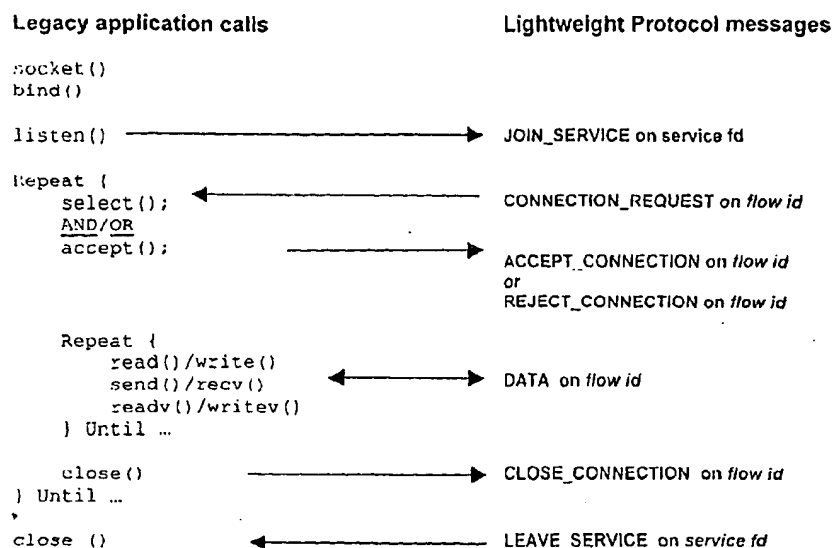 Legacy application calls Lightweight Protocol messages
socket()
bind()
listen() JOIN_SERVICE on service fd
Repeat {
select(); CONNECTION_REQUEST on flow id
AND/OR
accept(); ACCEPT_CONNECTION on flow id
or
REJECT_CONNECTION on flow id
Repeat {
read()/write()
send()/recv() DATA on flow id
readv()/writev()
} Until …
close() CLOSE_CONNECTION on flow id
} Until …
close () LEAVE_SERVICE on service fd